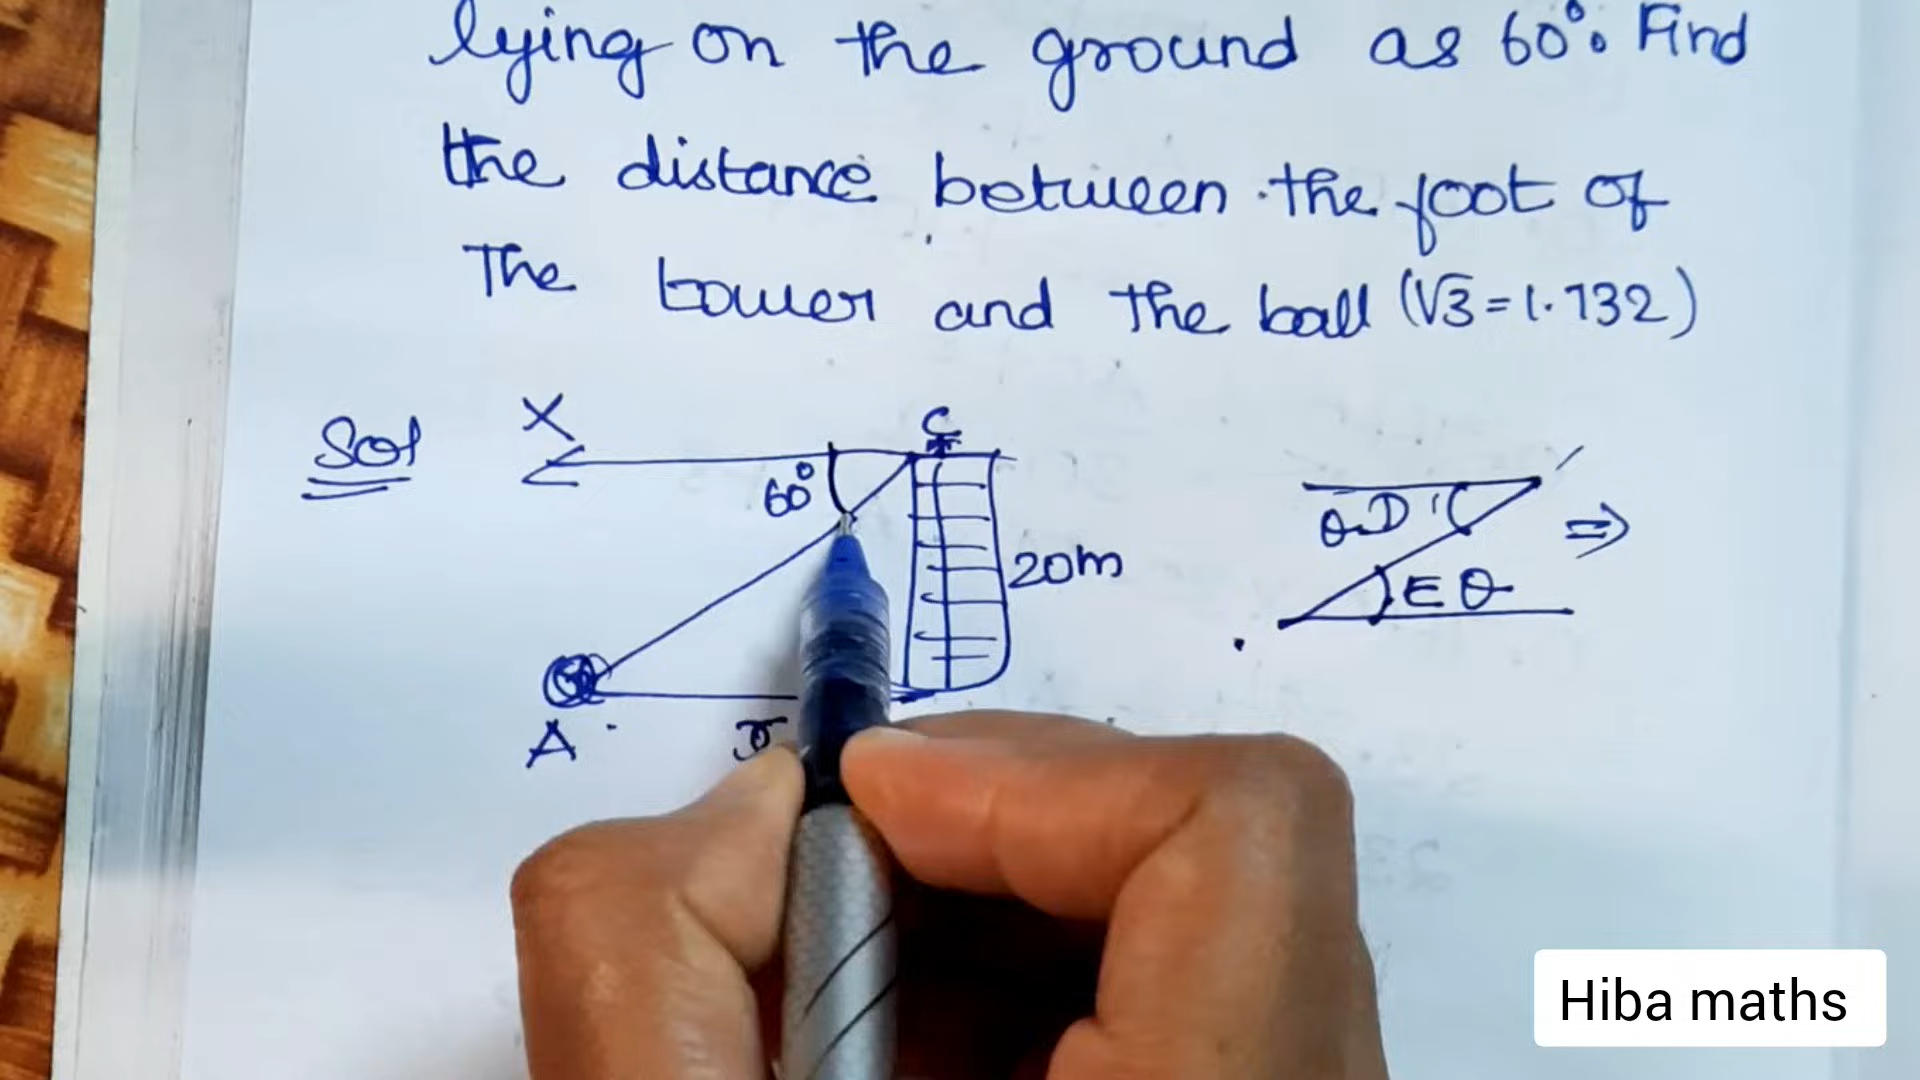 lying on the ground as 60°. Find
the distance between the foot of
The tower and the ball (√3=1.732)
Sol
X
C
60°
20m
A
x
θ D
E θ
⇒
Hiba maths